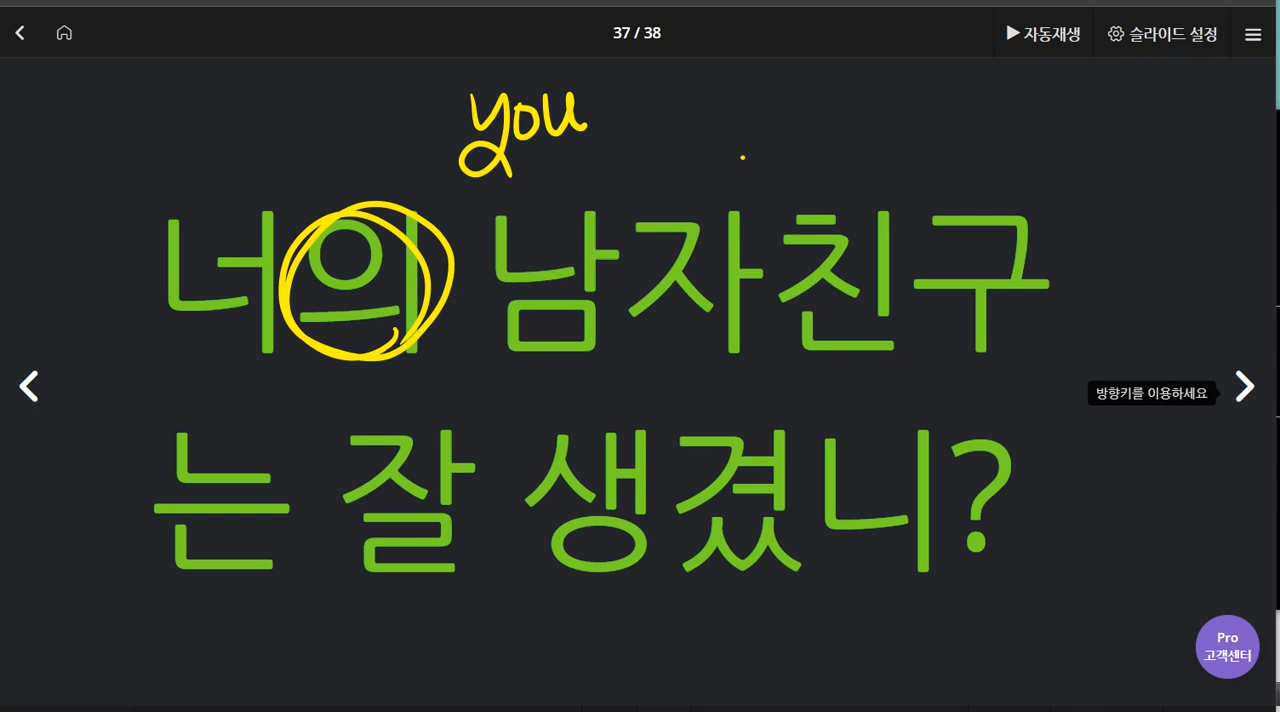 37 / 38
▶ 자동재생
슬라이드 설정
you
너의 남자친구
는 잘 생겼니?
방향키를 이용하세요
Pro
고객센터